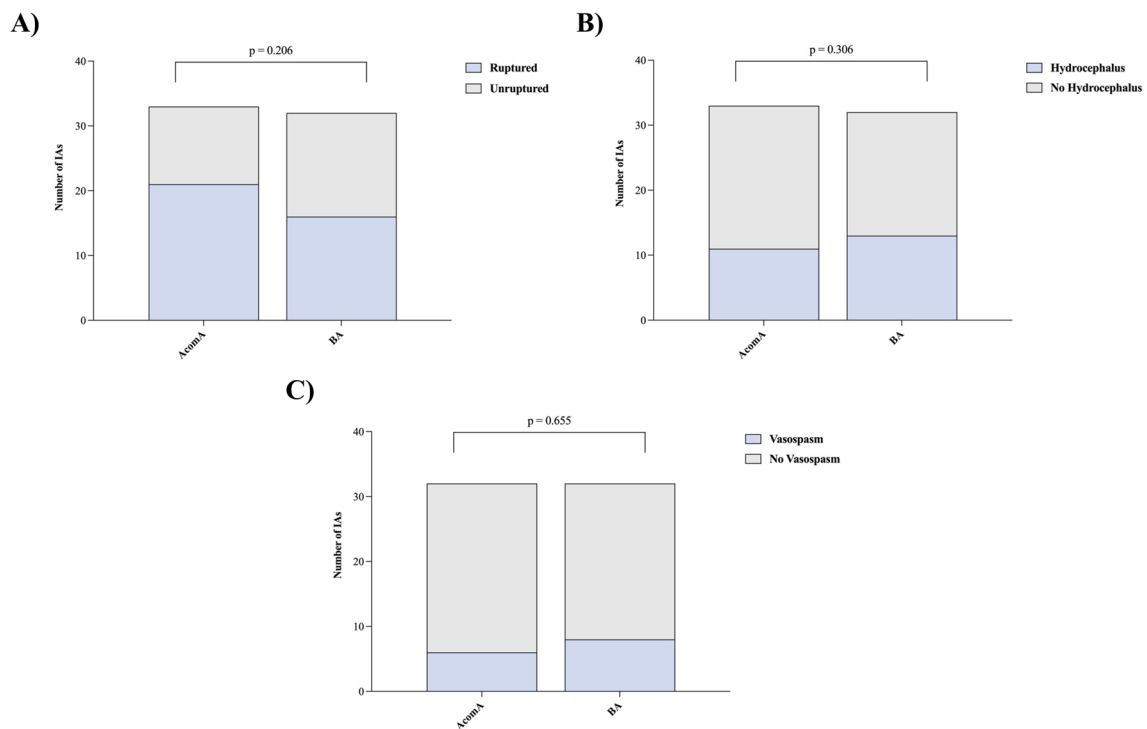 A)
p = 0.206
Ruptured
Unruptured
Number of IAs
40
30
20
10
0
AcomA
BA
B)
p = 0.306
Hydrocephalus
No Hydrocephalus
Number of IAs
40
30
20
10
0
AcomA
BA
C)
p = 0.655
Vasospasm
No Vasospasm
Number of IAs
40
30
20
10
0
AcomA
BA